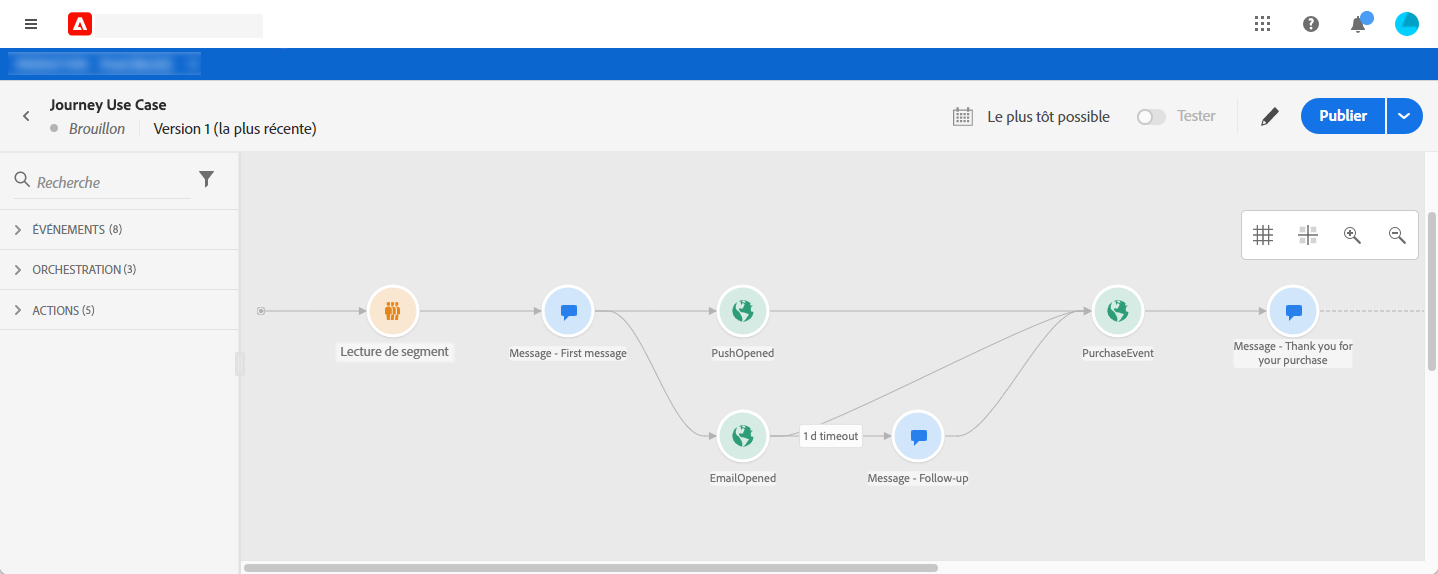 Journey Use Case
Brouillon
Version 1 (la plus récente)
Le plus tôt possible
Tester
Publier
Recherche
ÉVÉNEMENTS (8)
ORCHESTRATION (3)
ACTIONS (5)
Lecture de segment
Message - First message
PushOpened
PurchaseEvent
Message - Thank you for
your purchase
1 d timeout
EmailOpened
Message - Follow-up